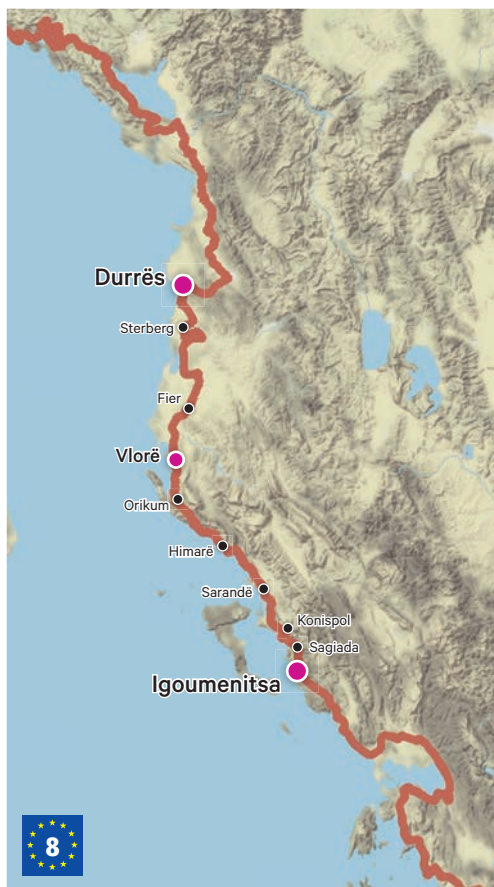 Durrës
Sterberg
Fier
Vlorë
Orikum
Himarë
Sarandë
Konispol
Sagiada
Igoumenitsa
8